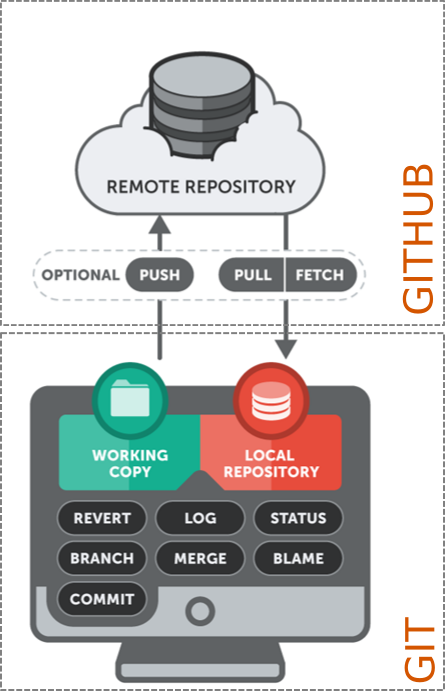 REMOTE REPOSITORY
GITHUB
OPTIONAL PUSH PULL FETCH
WORKING COPY
LOCAL REPOSITORY
REVERT LOG STATUS
BRANCH MERGE BLAME
COMMIT
GIT